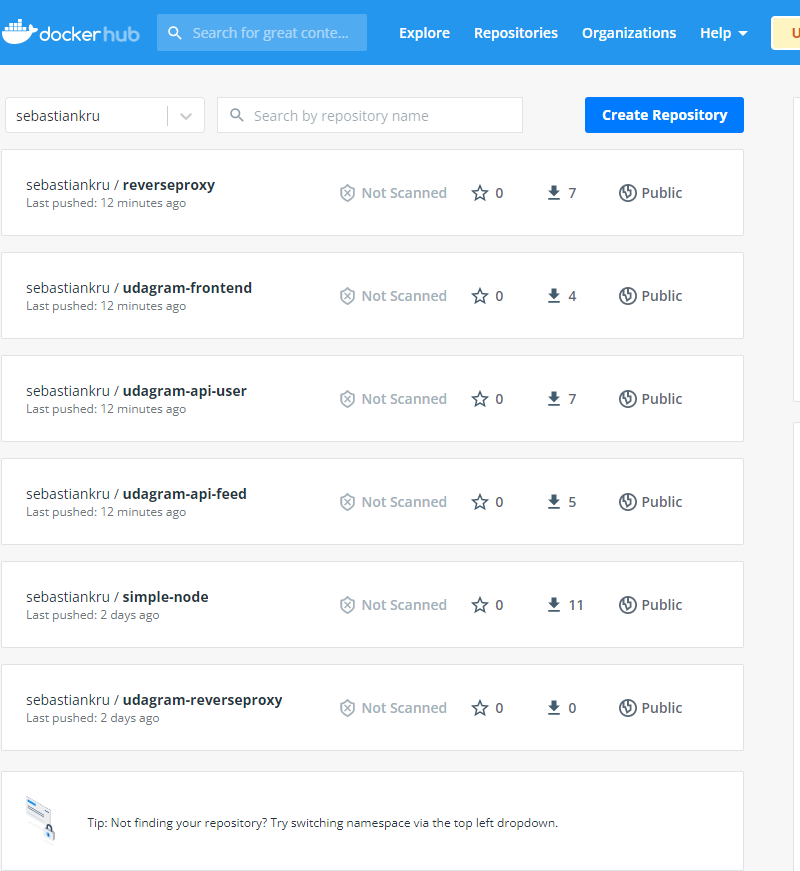 dockerhub Search for great conte... Explore Repositories Organizations Help U
sebastiankru Search by repository name Create Repository
sebastiankru / reverseproxy Not Scanned 0 7 Public
Last pushed: 12 minutes ago
sebastiankru / udagram-frontend Not Scanned 0 4 Public
Last pushed: 12 minutes ago
sebastiankru / udagram-api-user Not Scanned 0 7 Public
Last pushed: 12 minutes ago
sebastiankru / udagram-api-feed Not Scanned 0 5 Public
Last pushed: 12 minutes ago
sebastiankru / simple-node Not Scanned 0 11 Public
Last pushed: 2 days ago
sebastiankru / udagram-reverseproxy Not Scanned 0 0 Public
Last pushed: 2 days ago
Tip: Not finding your repository? Try switching namespace via the top left dropdown.